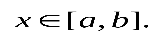 x ∈ [a, b].